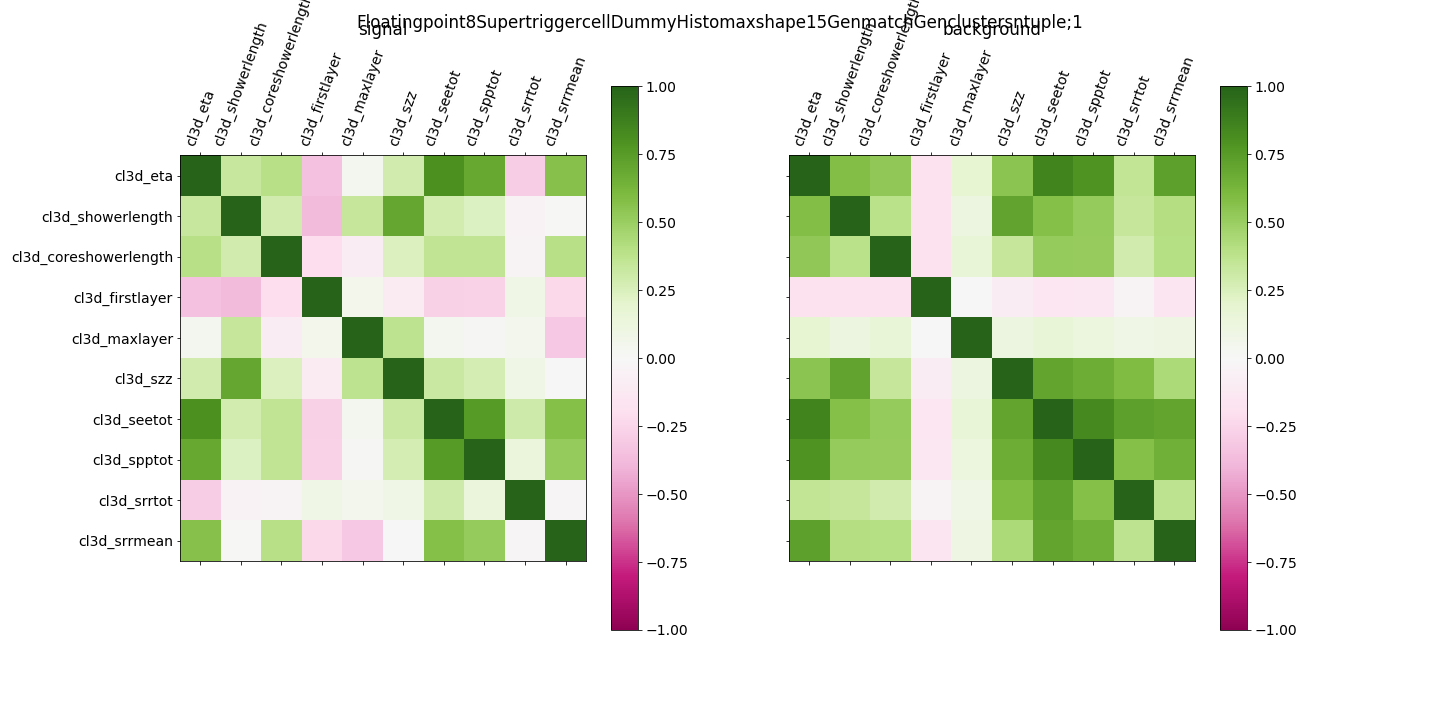 Floatingpoint8SupertriggercellDummyHistomaxshape15GenmatchGenclustersntuple;1
signal
background
cl3d_eta
cl3d_showerlength
cl3d_coreshowerlength
cl3d_firstlayer
cl3d_maxlayer
cl3d_szz
cl3d_seetot
cl3d_spptot
cl3d_srrtot
cl3d_srrmean
cl3d_eta
cl3d_showerlength
cl3d_coreshowerlength
cl3d_firstlayer
cl3d_maxlayer
cl3d_szz
cl3d_seetot
cl3d_spptot
cl3d_srrtot
cl3d_srrmean
cl3d_eta
cl3d_showerlength
cl3d_coreshowerlength
cl3d_firstlayer
cl3d_maxlayer
cl3d_szz
cl3d_seetot
cl3d_spptot
cl3d_srrtot
cl3d_srrmean
1.00
0.75
0.50
0.25
0.00
−0.25
−0.50
−0.75
−1.00
1.00
0.75
0.50
0.25
0.00
−0.25
−0.50
−0.75
−1.00